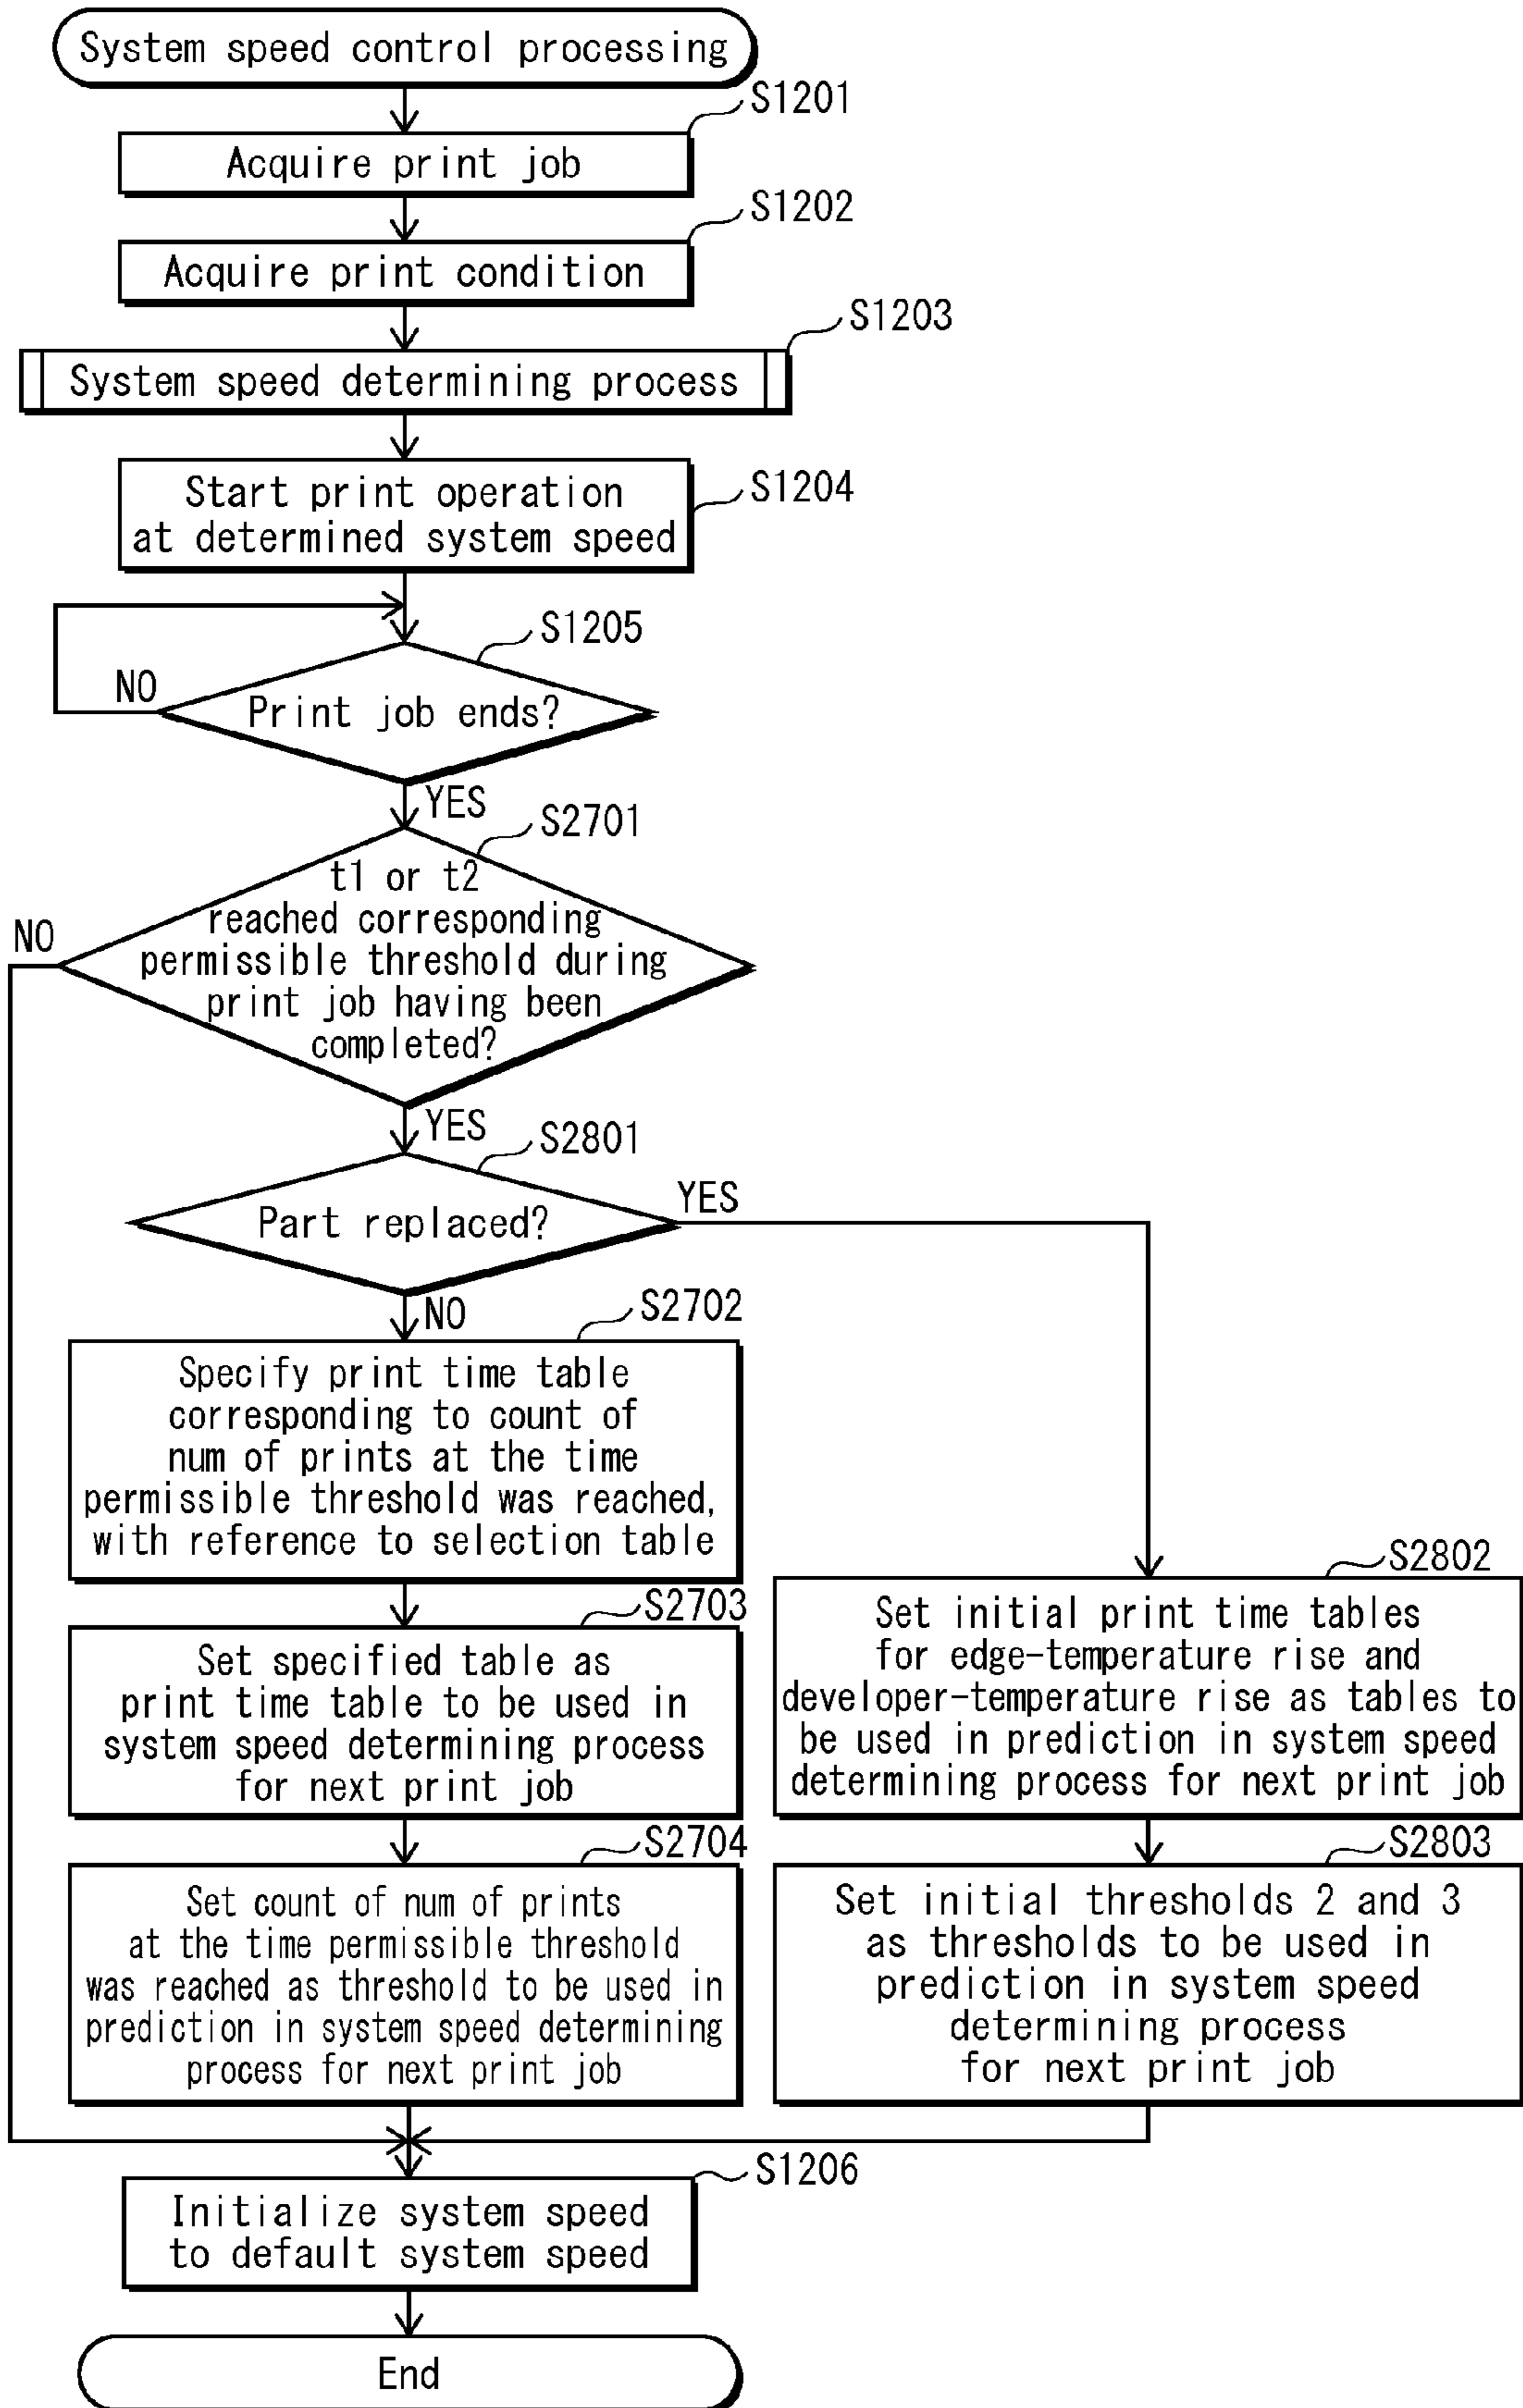 System speed control processing
S1201
Acquire print job
S1202
Acquire print condition
S1203
System speed determining process
S1204
Start print operation
at determined system speed
S1205
NO
Print job ends?
YES
S2701
t1 or t2
reached corresponding
permissible threshold during
print job having been
completed?
NO
YES
S2801
Part replaced?
YES
NO
S2702
Specify print time table
corresponding to count of
num of prints at the time
permissible threshold was reached,
with reference to selection table
S2703
Set specified table as
print time table to be used in
system speed determining process
for next print job
S2704
Set count of num of prints
at the time permissible threshold
was reached as threshold to be used in
prediction in system speed determining
process for next print job
S2802
Set initial print time tables
for edge-temperature rise and
developer-temperature rise as tables to
be used in prediction in system speed
determining process for next print job
S2803
Set initial thresholds 2 and 3
as thresholds to be used in
prediction in system speed
determining process
for next print job
S1206
Initialize system speed
to default system speed
End